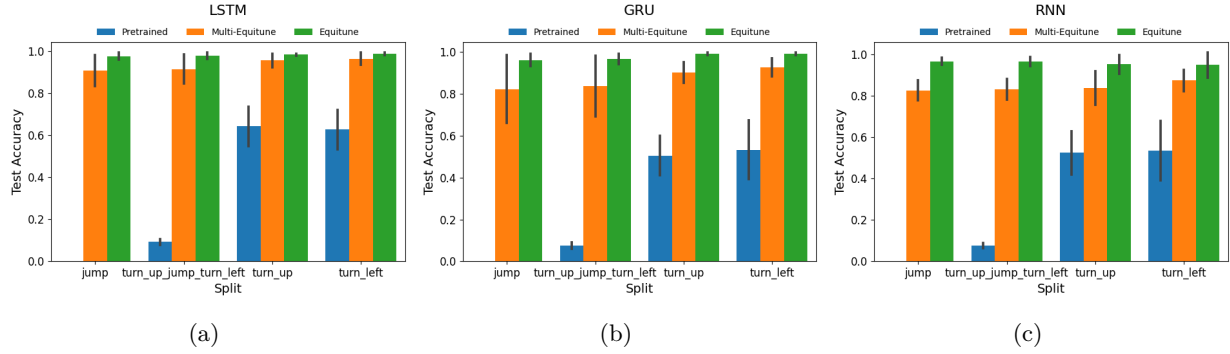 LSTM
Pretrained Multi-Equitune Equitune
Test Accuracy
1.0
0.8
0.6
0.4
0.2
0.0
jump turn_up_jump_turn_left turn_up turn_left
Split
(a)
GRU
Pretrained Multi-Equitune Equitune
Test Accuracy
1.0
0.8
0.6
0.4
0.2
0.0
jump turn_up_jump_turn_left turn_up turn_left
Split
(b)
RNN
Pretrained Multi-Equitune Equitune
Test Accuracy
1.0
0.8
0.6
0.4
0.2
0.0
jump turn_up_jump_turn_left turn_up turn_left
Split
(c)